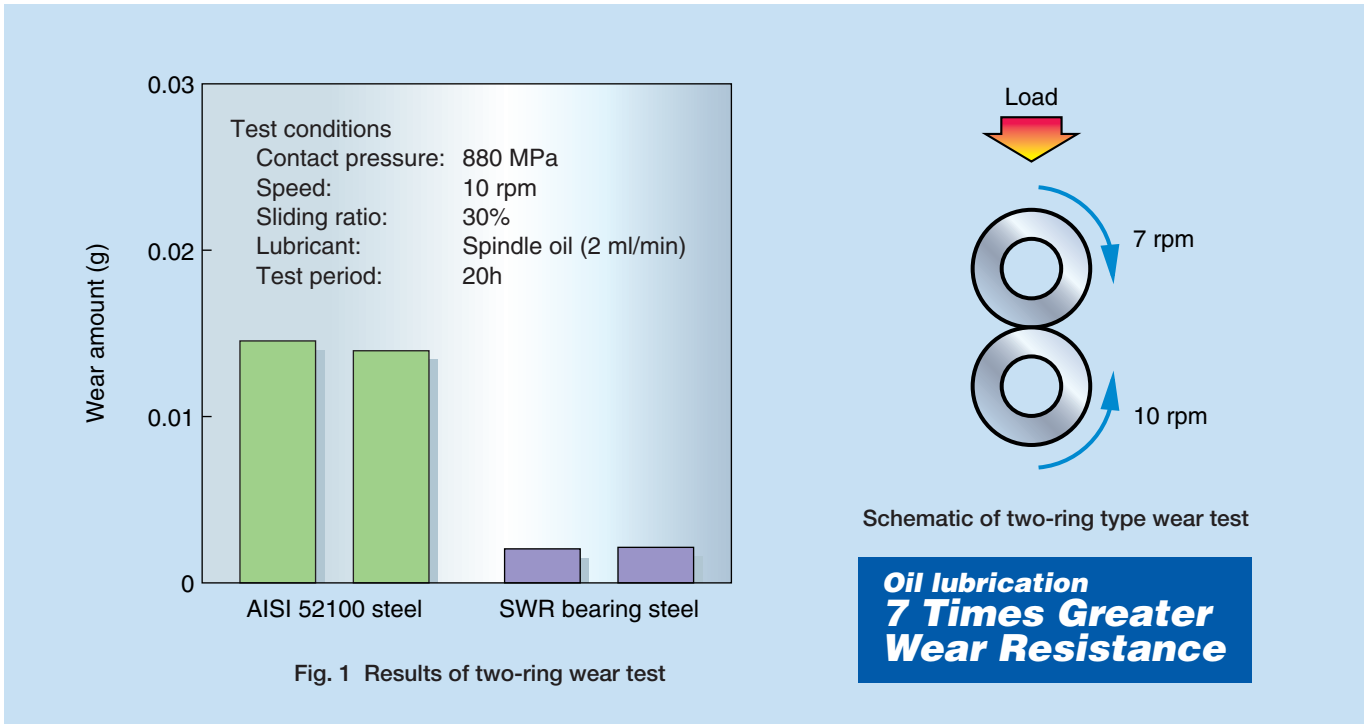 0.03
0.02
0.01
0
Wear amount (g)
Test conditions
Contact pressure: 880 MPa
Speed: 10 rpm
Sliding ratio: 30%
Lubricant: Spindle oil (2 ml/min)
Test period: 20h
AISI 52100 steel
SWR bearing steel
Fig. 1 Results of two-ring wear test
Load
7 rpm
10 rpm
Schematic of two-ring type wear test
Oil lubrication
7 Times Greater
Wear Resistance